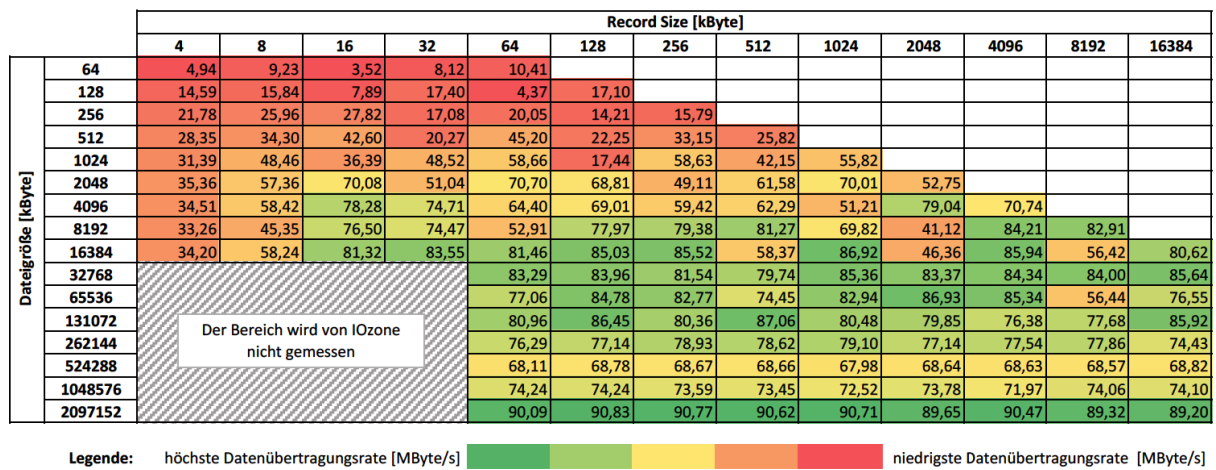 Record Size [kByte]
4 8 16 32 64 128 256 512 1024 2048 4096 8192 16384
Dateigröße [kByte]
64 4,94 9,23 3,52 8,12 10,41
128 14,59 15,84 7,89 17,40 4,37 17,10
256 21,78 25,96 27,82 17,08 20,05 14,21 15,79
512 28,35 34,30 42,60 20,27 45,20 22,25 33,15 25,82
1024 31,39 48,46 36,39 48,52 58,66 17,44 58,63 42,15 55,82
2048 35,36 57,36 70,08 51,04 70,70 68,81 49,11 61,58 70,01 52,75
4096 34,51 58,42 78,28 74,71 64,40 69,01 59,42 62,29 51,21 79,04 70,74
8192 33,26 45,35 76,50 74,47 52,91 77,97 79,38 81,27 69,82 41,12 84,21 82,91
16384 34,20 58,24 81,32 83,55 81,46 85,03 85,52 58,37 86,92 46,36 85,94 56,42 80,62
32768 83,29 83,96 81,54 79,74 85,36 83,37 84,34 84,00 85,64
65536 77,06 84,78 82,77 74,45 82,94 86,93 85,34 56,44 76,55
131072 80,96 86,45 80,36 87,06 80,48 79,85 76,38 77,68 85,92
Der Bereich wird von IOzone
nicht gemessen
262144 76,29 77,14 78,93 78,62 79,10 77,14 77,54 77,86 74,43
524288 68,11 68,78 68,67 68,66 67,98 68,64 68,63 68,57 68,82
1048576 74,24 74,24 73,59 73,45 72,52 73,78 71,97 74,06 74,10
2097152 90,09 90,83 90,77 90,62 90,71 89,65 90,47 89,32 89,20
Legende: höchste Datenübertragungsrate [MByte/s] niedrigste Datenübertragungsrate [MByte/s]